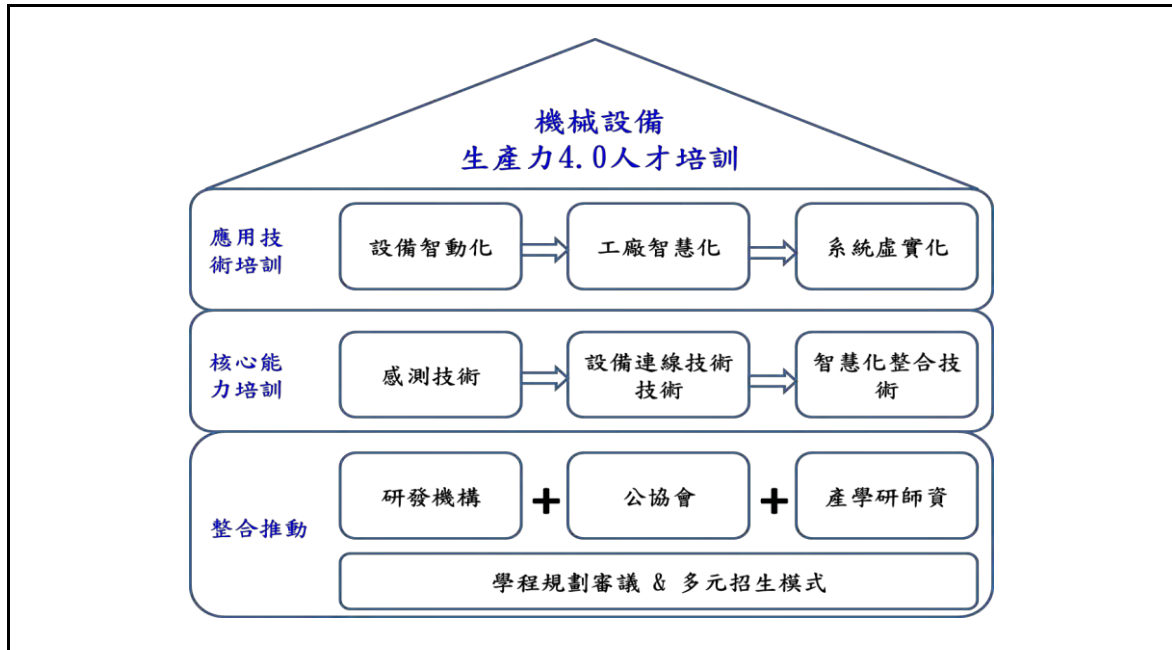 機械設備
生產力4.0人才培訓
應用技
術培訓
設備智動化
工廠智慧化
系統虛實化
核心能
力培訓
感測技術
設備連線技術
技術
智慧化整合技
術
整合推動
研發機構
+
公協會
+
產學研師資
學程規劃審議 & 多元招生模式